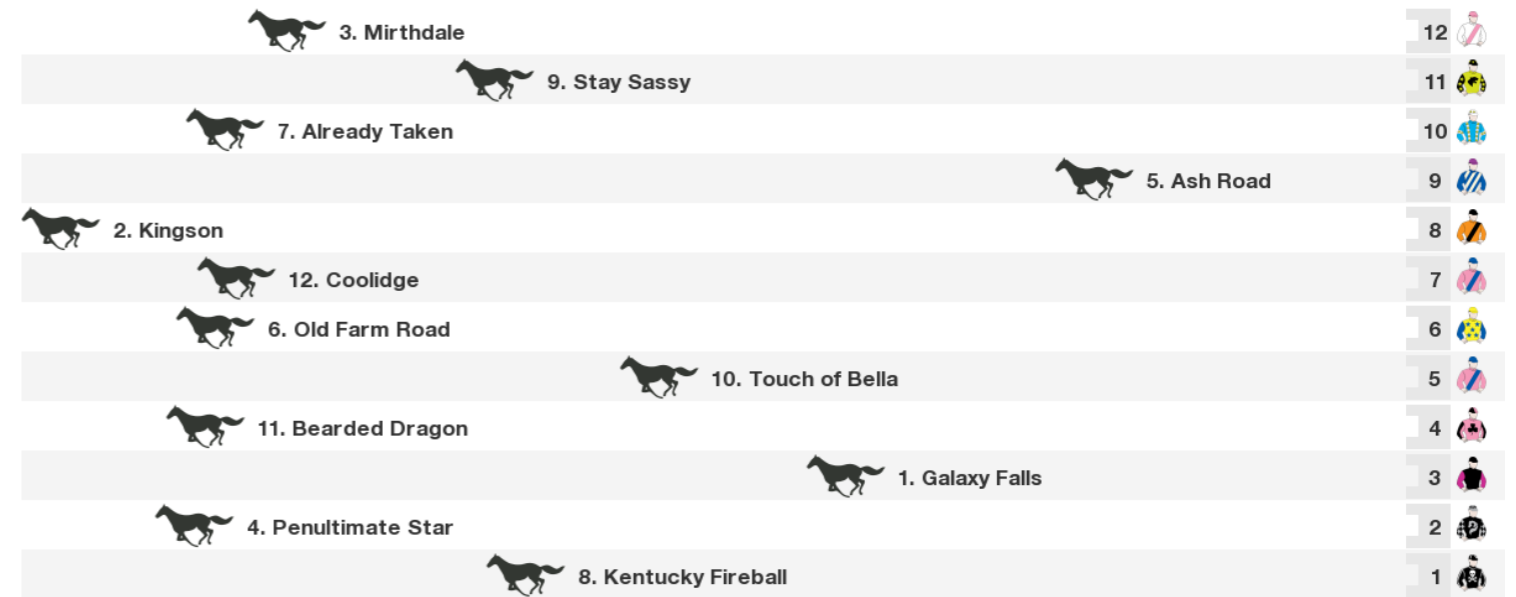 3. Mirthdale 12
9. Stay Sassy 11
7. Already Taken 10
5. Ash Road 9
2. Kingson 8
12. Coolidge 7
6. Old Farm Road 6
10. Touch of Bella 5
11. Bearded Dragon 4
1. Galaxy Falls 3
4. Penultimate Star 2
8. Kentucky Fireball 1